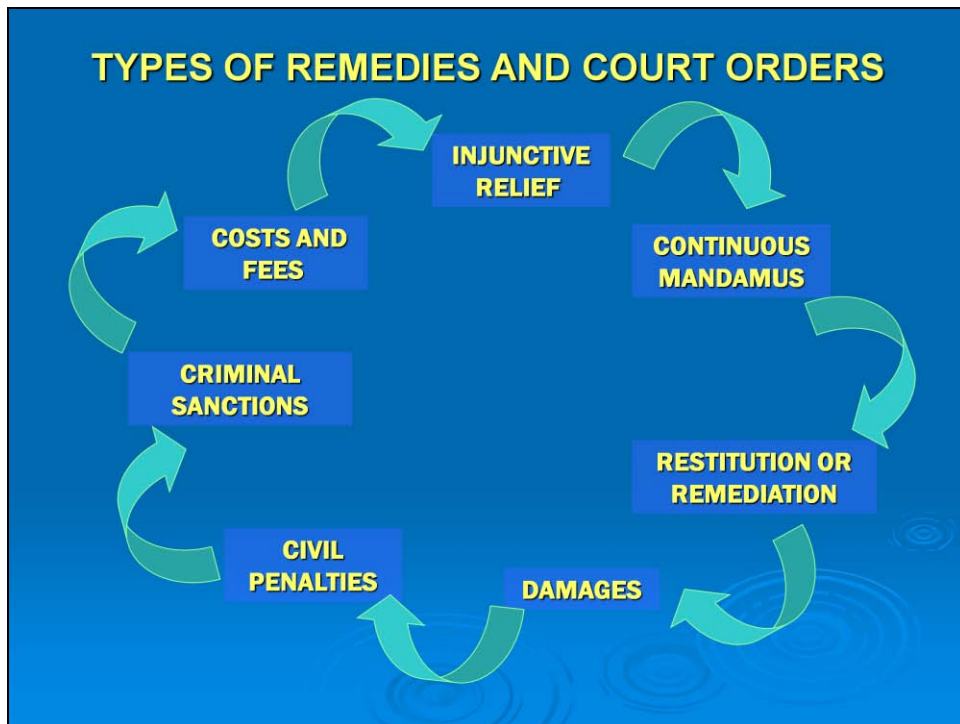 TYPES OF REMEDIES AND COURT ORDERS
INJUNCTIVE
RELIEF
CONTINUOUS
MANDAMUS
RESTITUTION OR
REMEDIATION
DAMAGES
CIVIL
PENALTIES
CRIMINAL
SANCTIONS
COSTS AND
FEES